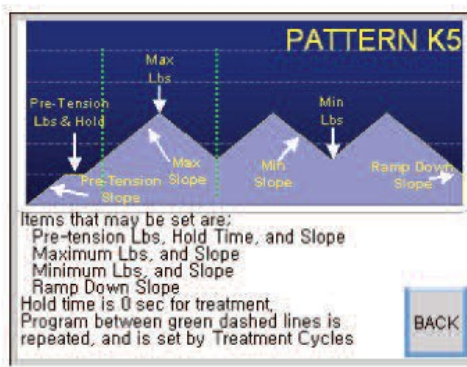 PATTERN K5
Max
Lbs
Pre-Tension
Lbs & Hold
Min
Lbs
Max
Slope
Min
Slope
Ramp Down
Slope
Pre-Tension
Slope
Items that may be set are:
Pre-tension Lbs, Hold Time, and Slope
Maximum Lbs, and Slope
Minimum Lbs, and Slope
Ramp Down Slope
Hold time is 0 sec for treatment,
Program between green dashed lines is
repeated, and is set by Treatment Cycles
BACK